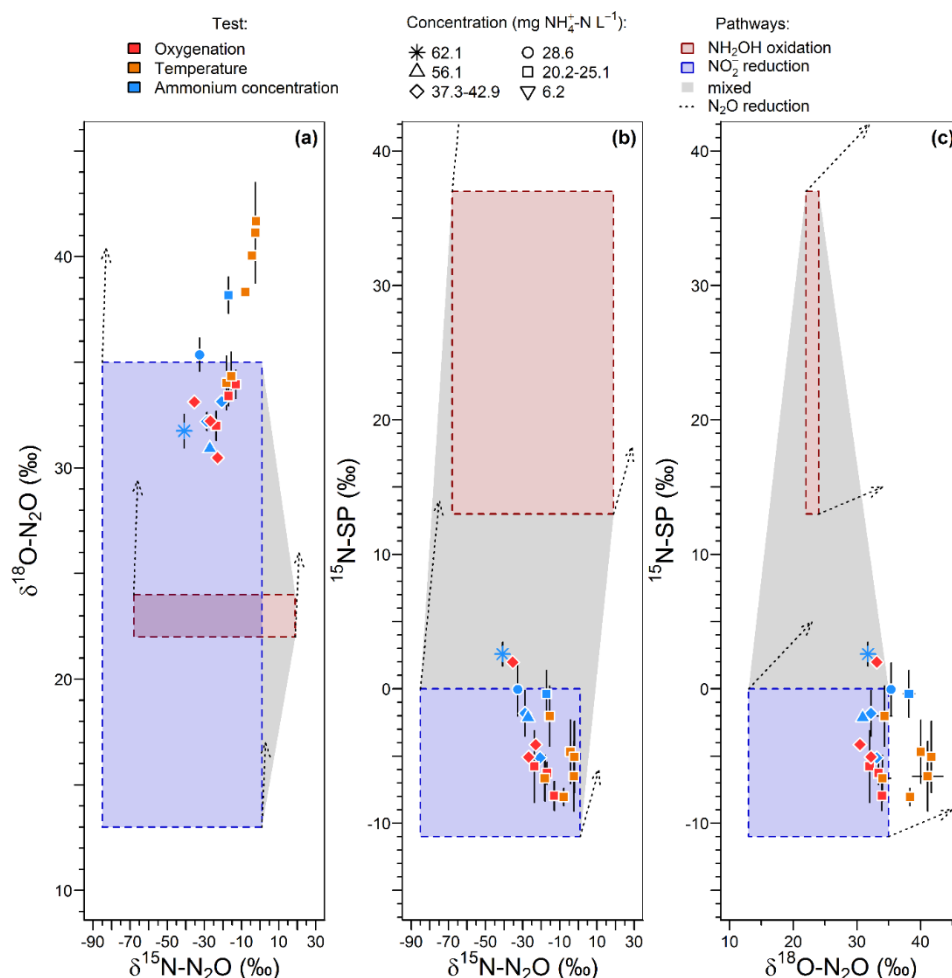 Test:
Oxygenation
Temperature
Ammonium concentration
Concentration (mg NH₄⁺-N L⁻¹):
62.1
56.1
37.3-42.9
28.6
20.2-25.1
6.2
Pathways:
NH₂OH oxidation
NO₂⁻ reduction
mixed
N₂O reduction
(a)
40
30
20
10
-90 -70 -50 -30 -10 10 30
δ¹⁸O-N₂O (‰)
δ¹⁵N-N₂O (‰)
(b)
40
30
20
10
0
-10
-90 -70 -50 -30 -10 10 30
¹⁵N-SP (‰)
δ¹⁵N-N₂O (‰)
(c)
40
30
20
10
0
-10
10 20 30 40
¹⁵N-SP (‰)
δ¹⁸O-N₂O (‰)